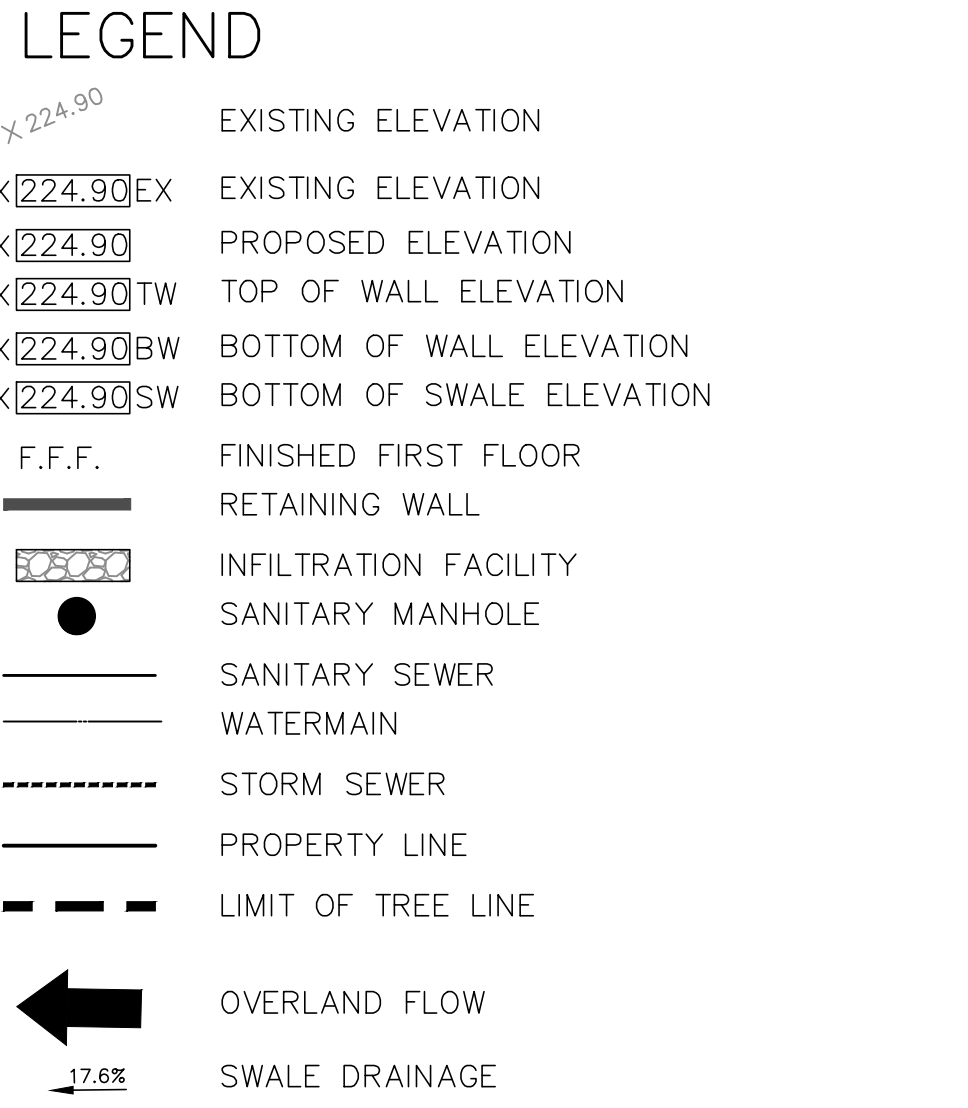 LEGEND
X 224.90 EXISTING ELEVATION
X 224.90 EX EXISTING ELEVATION
X 224.90 PROPOSED ELEVATION
X 224.90 TW TOP OF WALL ELEVATION
X 224.90 BW BOTTOM OF WALL ELEVATION
X 224.90 SW BOTTOM OF SWALE ELEVATION
F.F.F. FINISHED FIRST FLOOR
RETAINING WALL
INFILTRATION FACILITY
SANITARY MANHOLE
SANITARY SEWER
WATERMAIN
STORM SEWER
PROPERTY LINE
LIMIT OF TREE LINE
OVERLAND FLOW
17.6% SWALE DRAINAGE